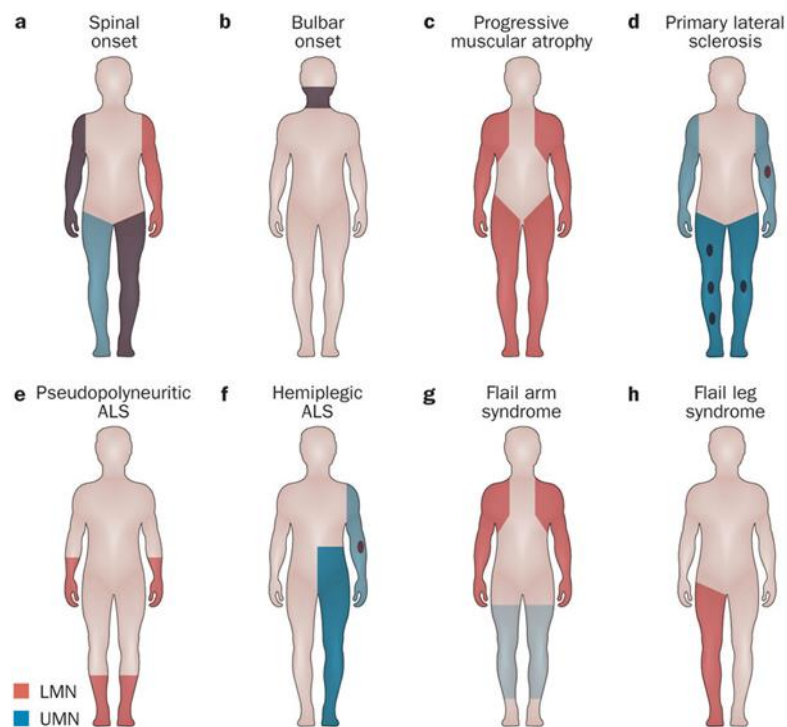 a
Spinal
onset
b
Bulbar
onset
c
Progressive
muscular atrophy
d
Primary lateral
sclerosis
e
Pseudopolyneuritic
ALS
f
Hemiplegic
ALS
g
Flail arm
syndrome
h
Flail leg
syndrome
LMN
UMN